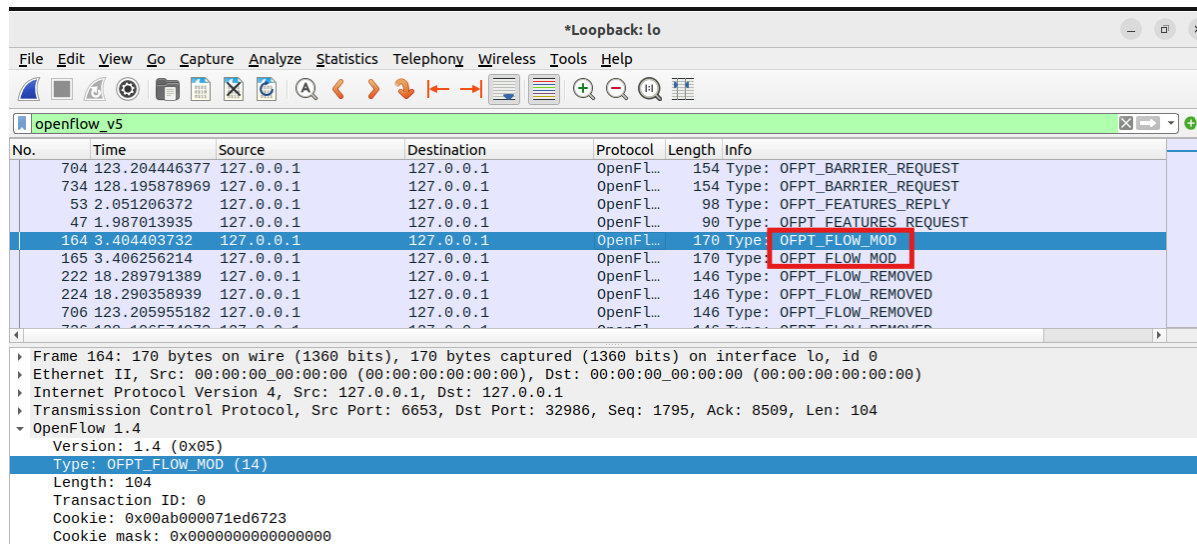 *Loopback: lo
File Edit View Go Capture Analyze Statistics Telephony Wireless Tools Help
openflow_v5
No. Time Source Destination Protocol Length Info
704 123.204446377 127.0.0.1 127.0.0.1 OpenFl… 154 Type: OFPT_BARRIER_REQUEST
734 128.195878969 127.0.0.1 127.0.0.1 OpenFl… 154 Type: OFPT_BARRIER_REQUEST
53 2.051206372 127.0.0.1 127.0.0.1 OpenFl… 98 Type: OFPT_FEATURES_REPLY
47 1.987013935 127.0.0.1 127.0.0.1 OpenFl… 90 Type: OFPT_FEATURES_REQUEST
164 3.404403732 127.0.0.1 127.0.0.1 OpenFl… 170 Type: OFPT_FLOW_MOD
165 3.406256214 127.0.0.1 127.0.0.1 OpenFl… 170 Type: OFPT_FLOW_MOD
222 18.289791389 127.0.0.1 127.0.0.1 OpenFl… 146 Type: OFPT_FLOW_REMOVED
224 18.290358939 127.0.0.1 127.0.0.1 OpenFl… 146 Type: OFPT_FLOW_REMOVED
706 123.205955182 127.0.0.1 127.0.0.1 OpenFl… 146 Type: OFPT_FLOW_REMOVED
Frame 164: 170 bytes on wire (1360 bits), 170 bytes captured (1360 bits) on interface lo, id 0
Ethernet II, Src: 00:00:00_00:00:00 (00:00:00:00:00:00), Dst: 00:00:00_00:00:00 (00:00:00:00:00:00)
Internet Protocol Version 4, Src: 127.0.0.1, Dst: 127.0.0.1
Transmission Control Protocol, Src Port: 6653, Dst Port: 32986, Seq: 1795, Ack: 8509, Len: 104
OpenFlow 1.4
Version: 1.4 (0x05)
Type: OFPT_FLOW_MOD (14)
Length: 104
Transaction ID: 0
Cookie: 0x00ab000071ed6723
Cookie mask: 0x0000000000000000